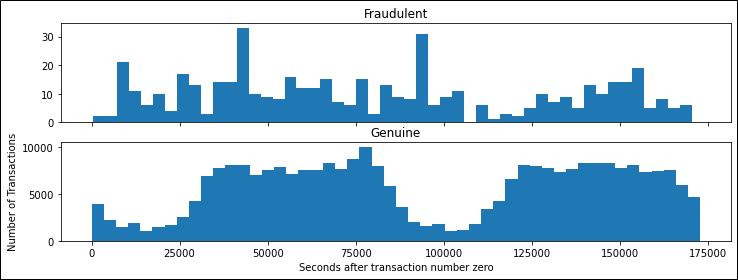 Fraudulent
30
20
10
0
Genuine
10000
5000
0
0 25000 50000 75000 100000 125000 150000 175000
Number of Transactions
Seconds after transaction number zero